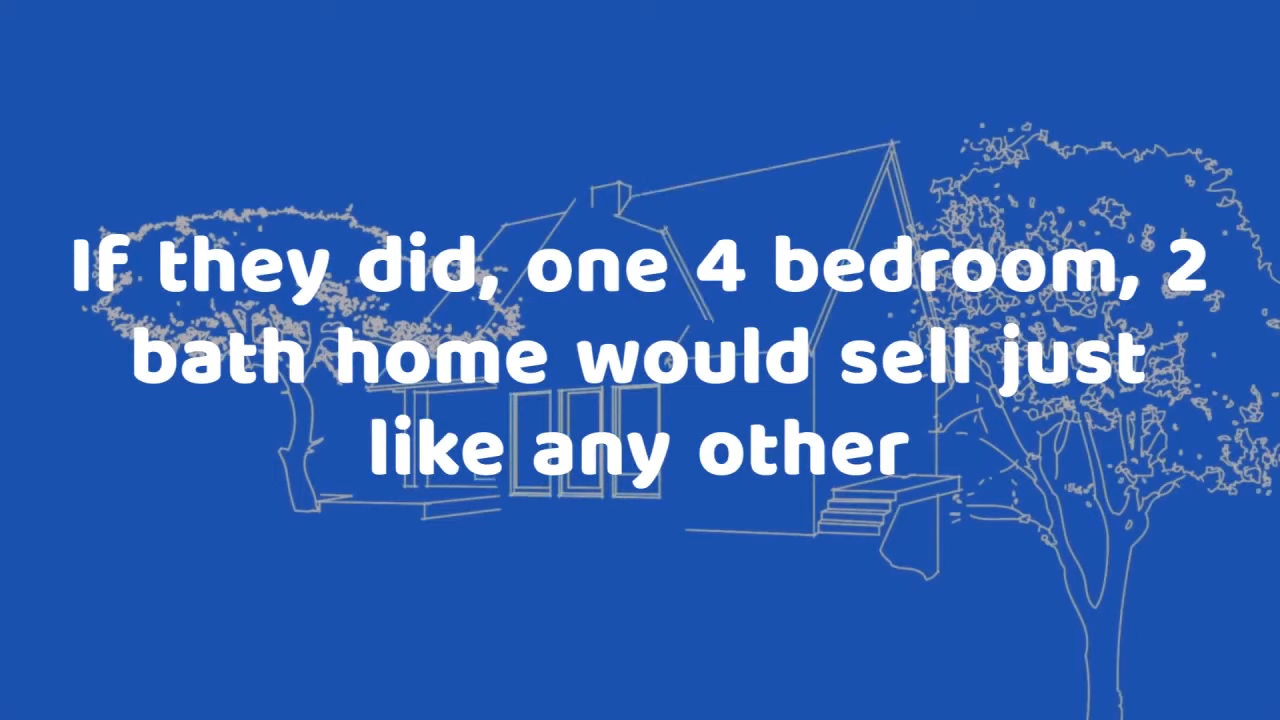 If they did, one 4 bedroom, 2
bath home would sell just
like any other